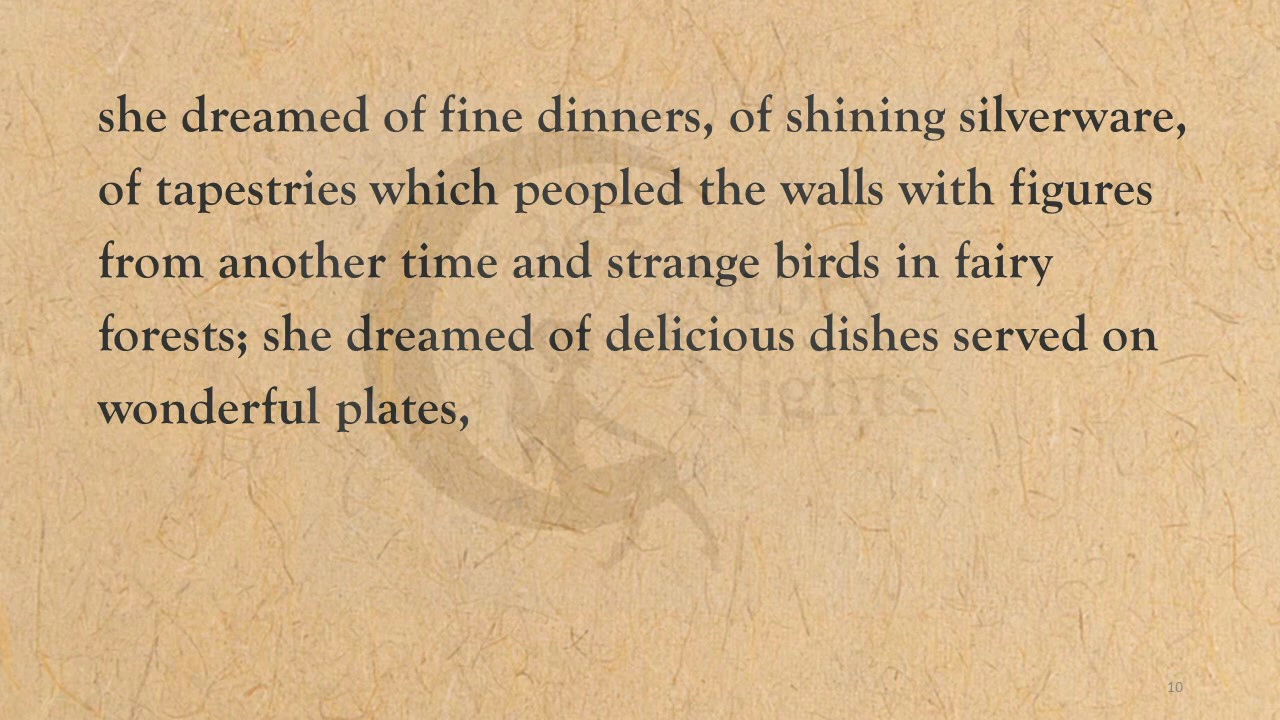 she dreamed of fine dinners, of shining silverware,
of tapestries which peopled the walls with figures
from another time and strange birds in fairy
forests; she dreamed of delicious dishes served on
wonderful plates,
Nights
10